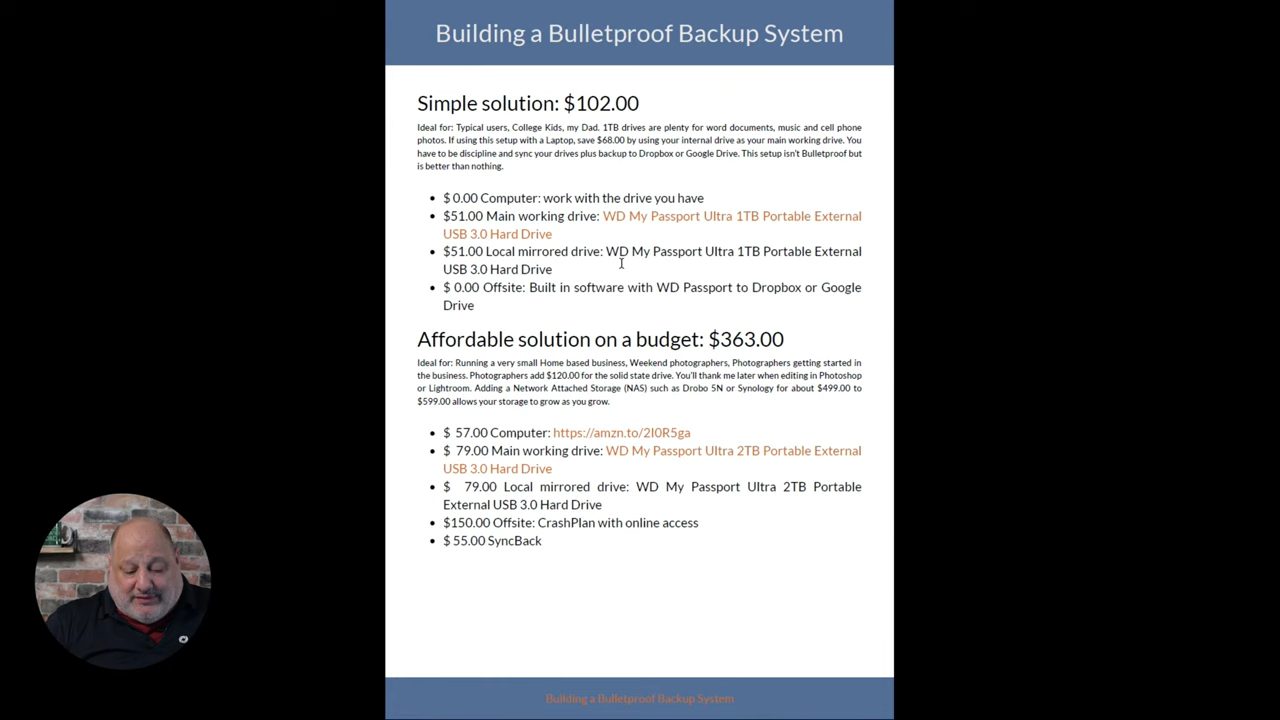 Building a Bulletproof Backup System
Simple solution: $102.00
Ideal for: Typical users, College Kids, my Dad. 1TB drives are plenty for word documents, music and cell phone
photos. If using this setup with a Laptop, save $68.00 by using your internal drive as your main working drive. You
have to be discipline and sync your drives plus backup to Dropbox or Google Drive. This setup isn't Bulletproof but
is better than nothing.
• $ 0.00 Computer: work with the drive you have
• $51.00 Main working drive: WD My Passport Ultra 1TB Portable External
USB 3.0 Hard Drive
• $51.00 Local mirrored drive: WD My Passport Ultra 1TB Portable External
USB 3.0 Hard Drive
• $ 0.00 Offsite: Built in software with WD Passport to Dropbox or Google
Drive
Affordable solution on a budget: $363.00
Ideal for: Running a very small Home based business, Weekend photographers, Photographers getting started in
the business. Photographers add $120.00 for the solid state drive. You'll thank me later when editing in Photoshop
or Lightroom. Adding a Network Attached Storage (NAS) such as Drobo 5N or Synology for about $499.00 to
$599.00 allows your storage to grow as you grow.
• $ 57.00 Computer: https://amzn.to/2I0R5ga
• $ 79.00 Main working drive: WD My Passport Ultra 2TB Portable External
USB 3.0 Hard Drive
• $ 79.00 Local mirrored drive: WD My Passport Ultra 2TB Portable
External USB 3.0 Hard Drive
• $150.00 Offsite: CrashPlan with online access
• $ 55.00 SyncBack
Building a Bulletproof Backup System